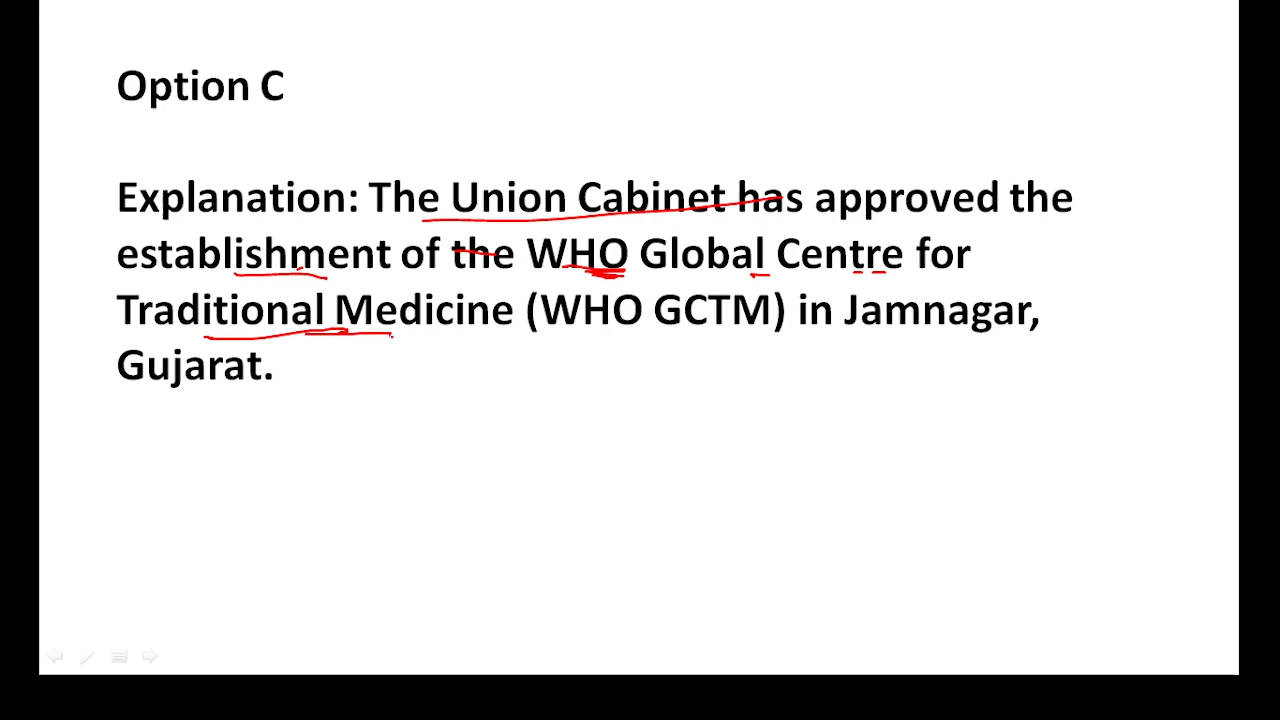 Option C
Explanation: The Union Cabinet has approved the
establishment of the WHO Global Centre for
Traditional Medicine (WHO GCTM) in Jamnagar,
Gujarat.